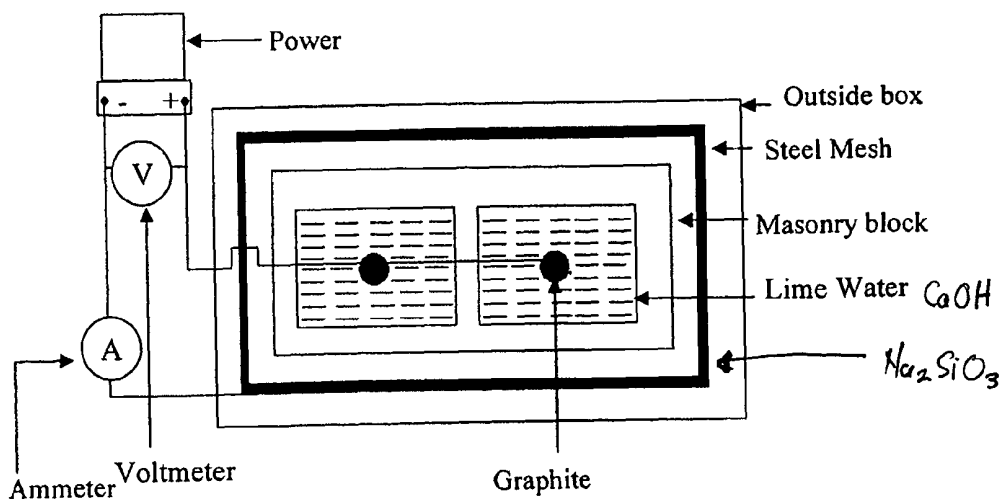 Power
- +
Outside box
Steel Mesh
V
Masonry block
Lime Water CaOH
A
Na₂SiO₃
Ammeter
Voltmeter
Graphite